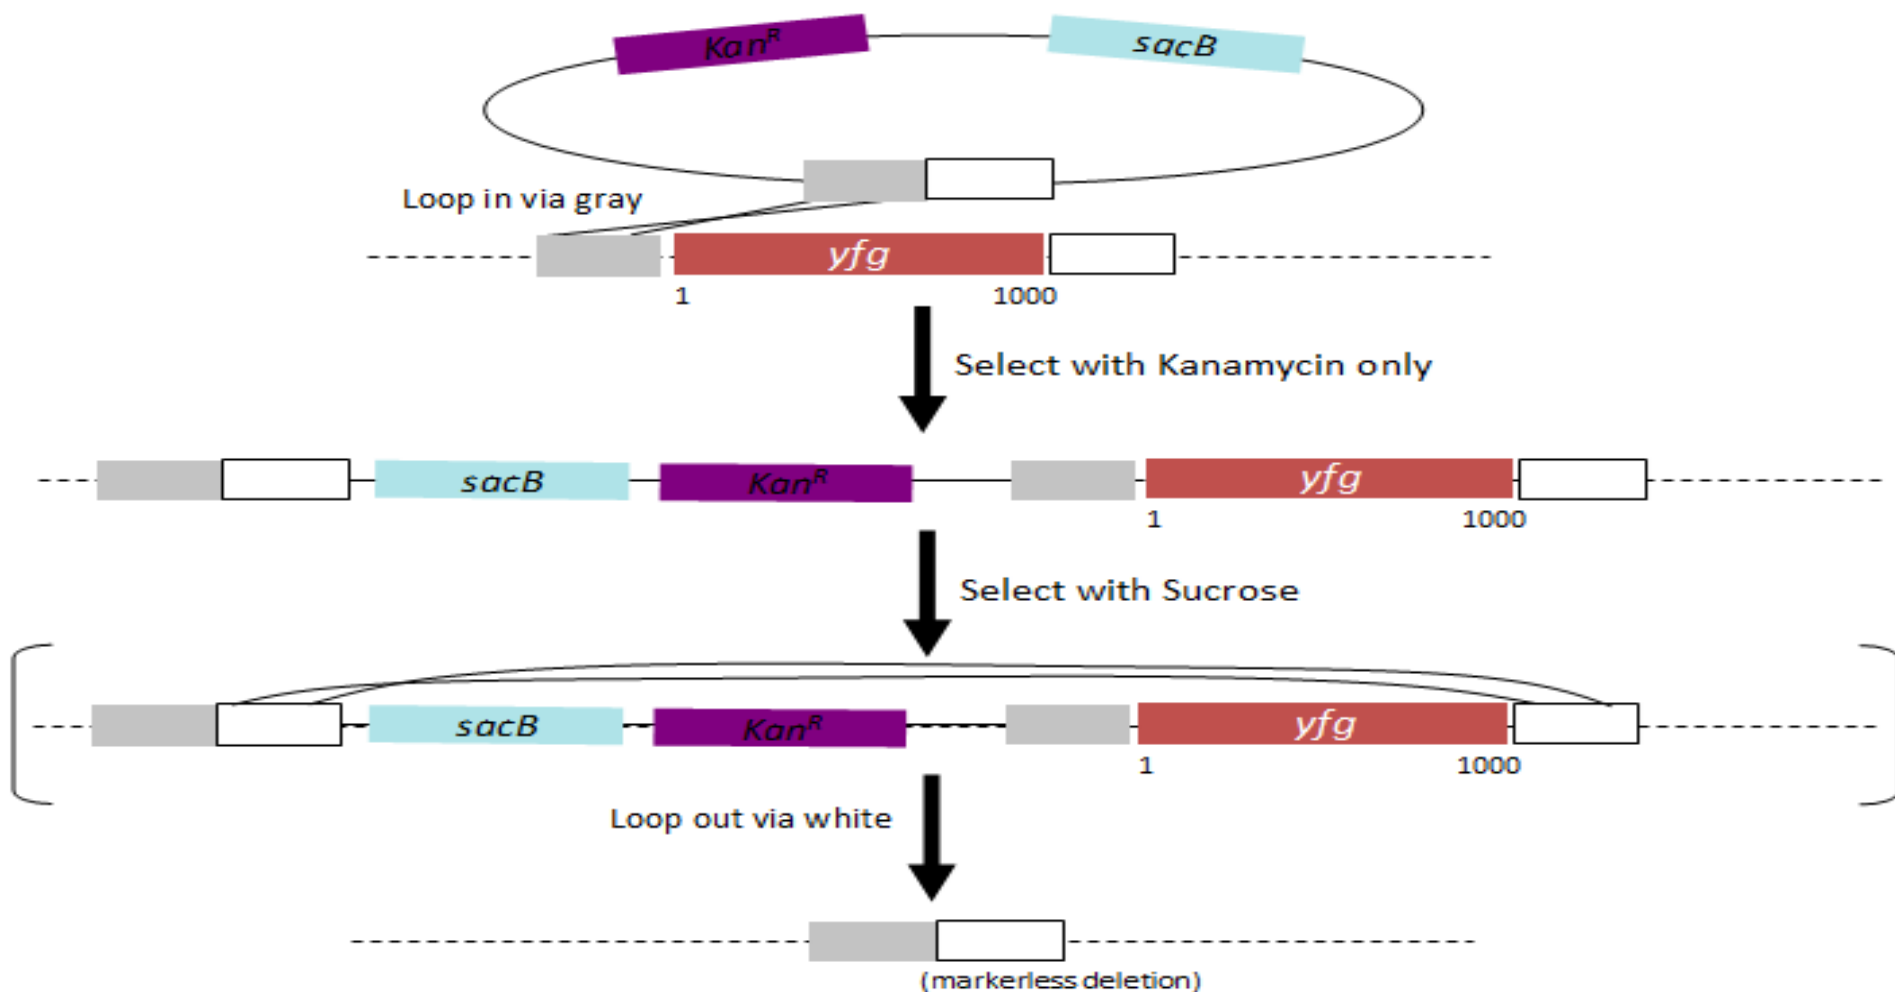 Kanᴿ
sacB
Loop in via gray
yfg
1 1000
Select with Kanamycin only
sacB Kanᴿ yfg
1 1000
Select with Sucrose
sacB Kanᴿ yfg
1 1000
Loop out via white
(markerless deletion)